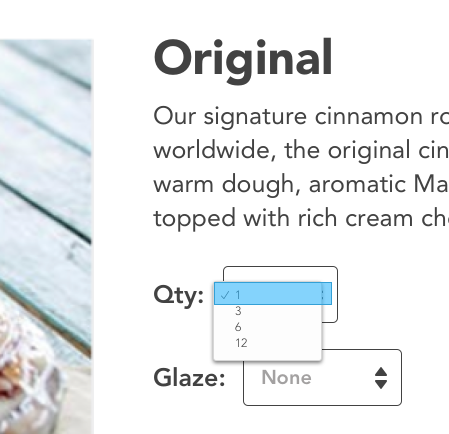 Original
Our signature cinnamon ro
worldwide, the original cin
warm dough, aromatic Ma
topped with rich cream ch
Qty:
✓ 1
3
6
12
Glaze:
None